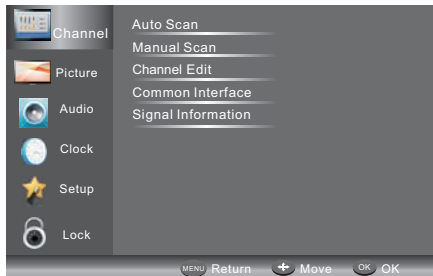 Channel
Picture
Audio
Clock
Setup
Lock
Auto Scan
Manual Scan
Channel Edit
Common Interface
Signal Information
MENU Return Move OK OK